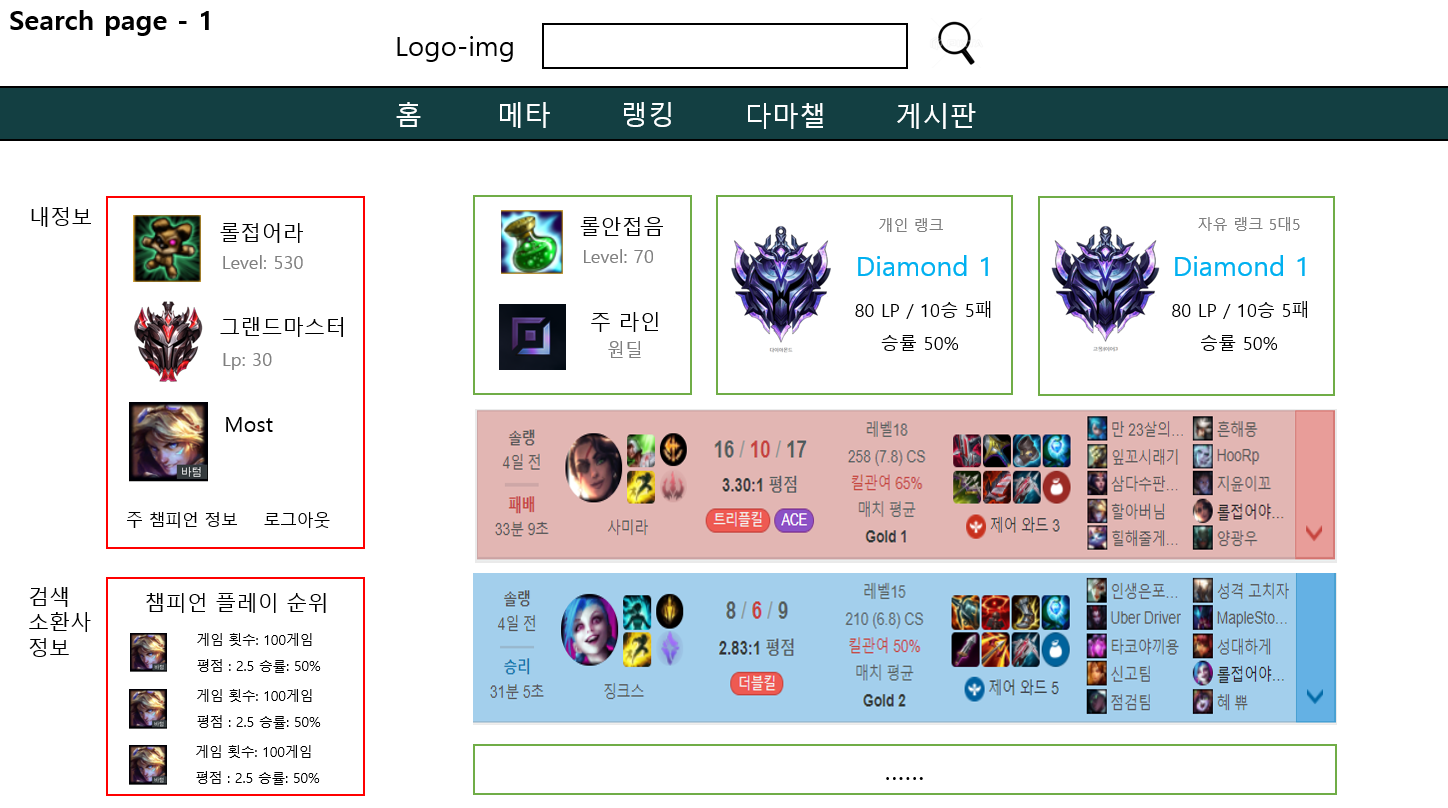 Search page - 1
Logo-img
홈 메타 랭킹 다마챌 게시판
내정보
롤접어라
Level: 530
그랜드마스터
Lp: 30
Most
바텀
주 챔피언 정보 로그아웃
검색
소환사
정보
챔피언 플레이 순위
게임 횟수: 100게임
평점 : 2.5 승률: 50%
게임 횟수: 100게임
평점 : 2.5 승률: 50%
게임 횟수: 100게임
평점 : 2.5 승률: 50%
롤안접음
Level: 70
주 라인
원딜
개인 랭크
Diamond 1
80 LP / 10승 5패
승률 50%
자유 랭크 5대5
Diamond 1
80 LP / 10승 5패
승률 50%
솔랭
4일 전
패배
33분 9초
사미라
16 / 10 / 17
3.30:1 평점
트리플킬 ACE
레벨18
258 (7.8) CS
킬관여 65%
매치 평균
Gold 1
제어 와드 3
만 23살의... 흔해몽
잎꼬시래기 HooRp
삼다수판... 지윤이꼬
할아버님 롤접어야...
힐해줄게... 양광우
솔랭
4일 전
승리
31분 5초
징크스
8 / 6 / 9
2.83:1 평점
더블킬
레벨15
210 (6.8) CS
킬관여 50%
매치 평균
Gold 2
제어 와드 5
인생은포... 성격 고치자
Uber Driver MapleSto...
타코야끼용 성대하게
신고팀 롤접어야...
점검팀 혜 쀼
......